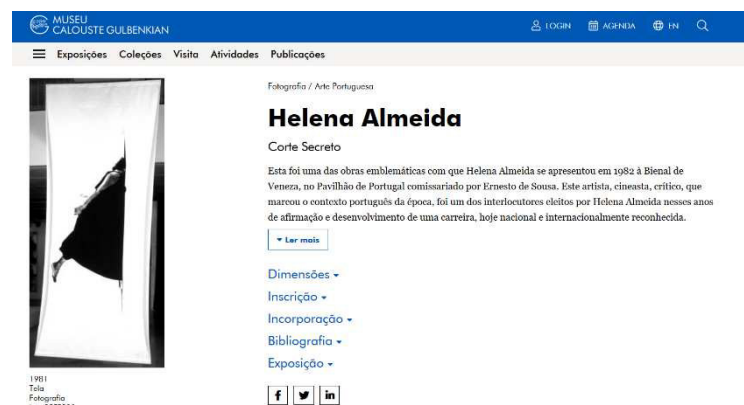 MUSEU
CALOUSTE GULBENKIAN
LOGIN AGENDA EN
Exposições Coleções Visita Atividades Publicações
Fotografia / Arte Portuguesa
Helena Almeida
Corte Secreto
Esta foi uma das obras emblemáticas com que Helena Almeida se apresentou em 1982 à Bienal de
Veneza, no Pavilhão de Portugal comissariado por Ernesto de Sousa. Este artista, cineasta, crítico, que
marcou o contexto português da época, foi um dos interlocutores eleitos por Helena Almeida nesses anos
de afirmação e desenvolvimento de uma carreira, hoje nacional e internacionalmente reconhecida.
Ler mais
Dimensões
Inscrição
Incorporação
Bibliografia
Exposição
1981
Tela
Fotografia